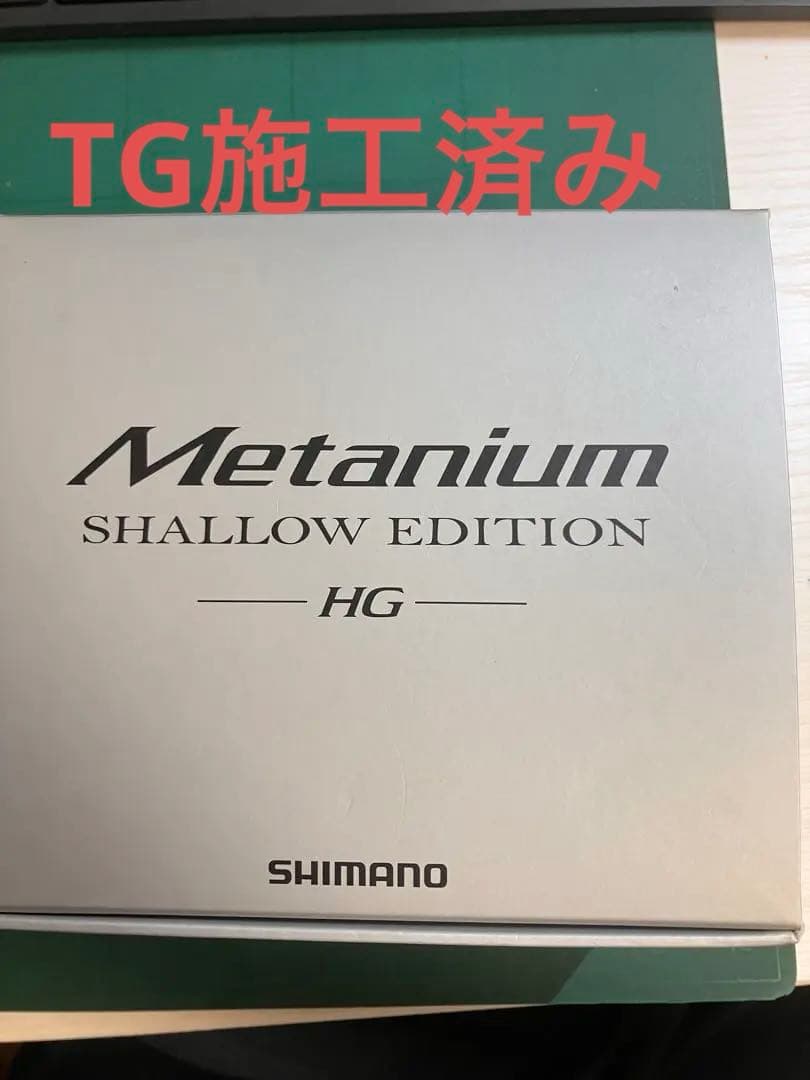 TG施工済み
Metanium
SHALLOW EDITION
HG
SHIMANO